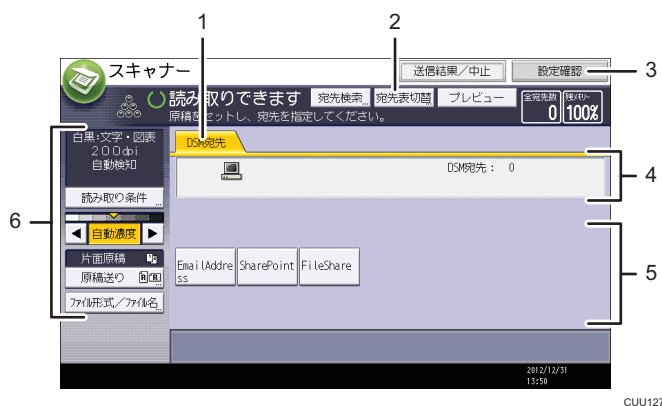 1
2
スキャナー
送信結果／中止
設定確認
3
読み取りできます
宛先検索
宛先表切替
プレビュー
全宛先数
0
残メモリー
100%
原稿をセットし、宛先を指定してください。
白黒:文字・図表
200dpi
自動検知
DSM宛先
DSM宛先： 0
4
読み取り条件
6
自動濃度
片面原稿
原稿送り
EmailAddre
ss
SharePoint
FileShare
5
ファイル形式／ファイル名
2012/12/31
13:50
CUU127